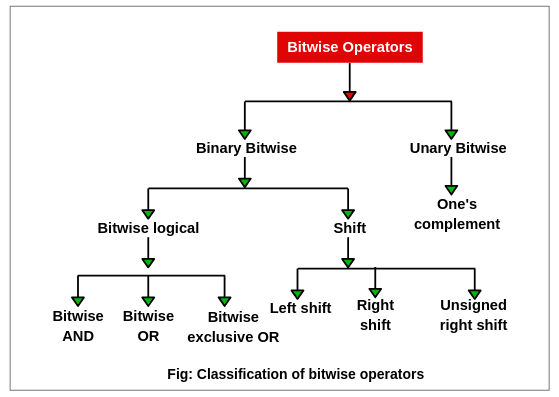 Bitwise Operators
Binary Bitwise
Unary Bitwise
One's
complement
Bitwise logical
Shift
Bitwise
AND
Bitwise
OR
Bitwise
exclusive OR
Left shift
Right
shift
Unsigned
right shift
Fig: Classification of bitwise operators